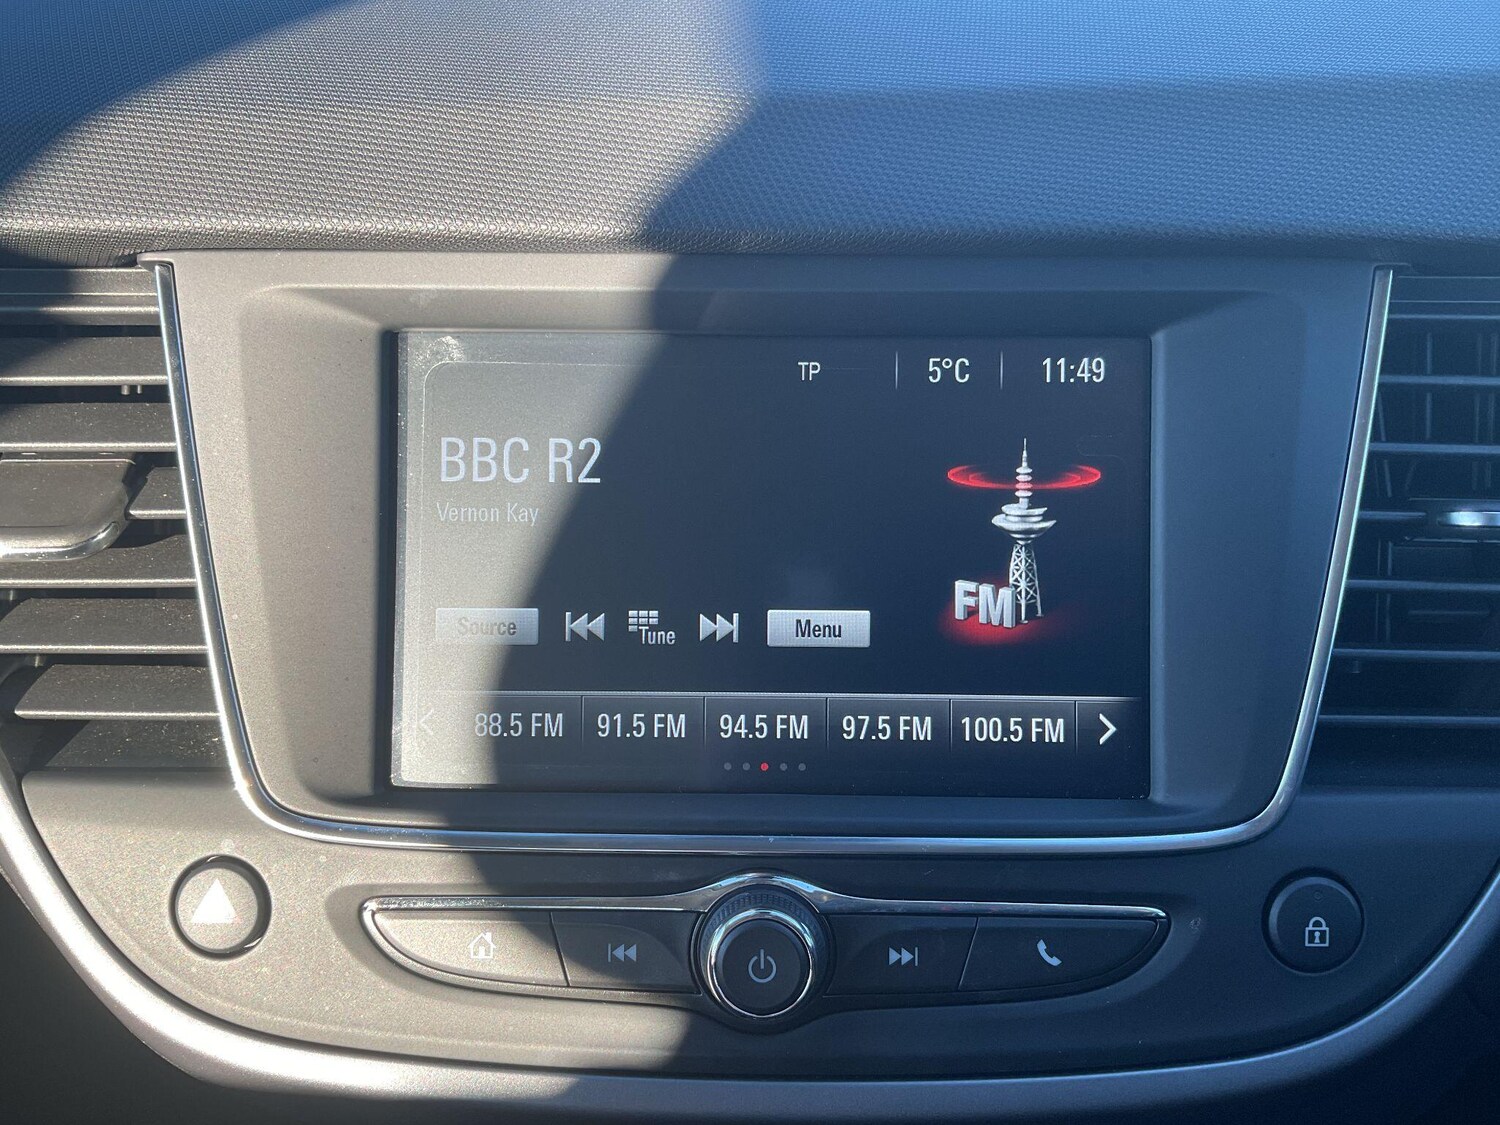 TP 5°C 11:49
BBC R2
Vernon Kay
FM
Source Tune Menu
88.5 FM 91.5 FM 94.5 FM 97.5 FM 100.5 FM